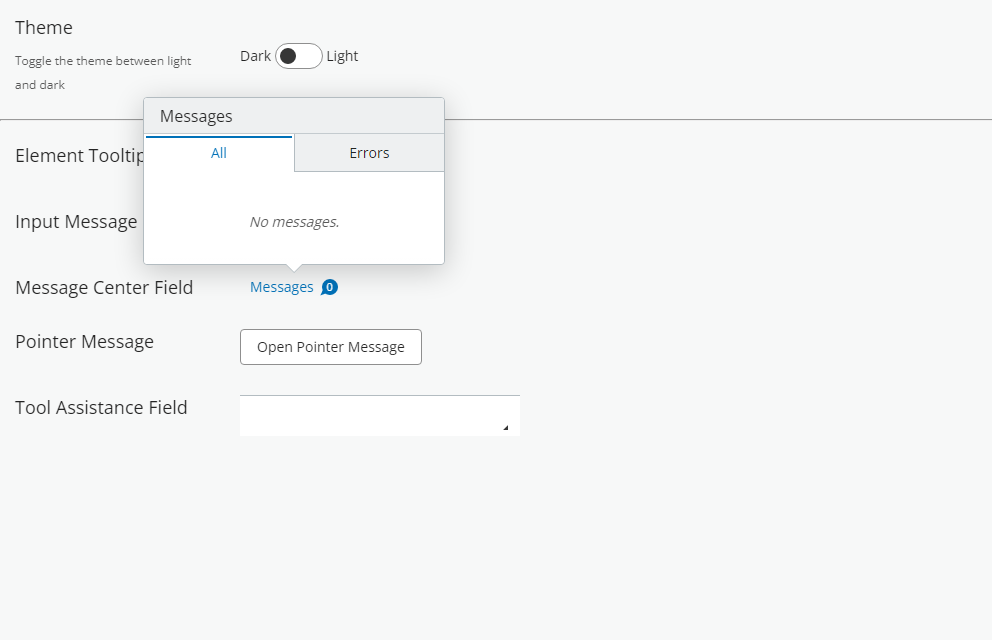 Theme
Toggle the theme between light
and dark
Dark
Light
Messages
All
Errors
No messages.
Element Tooltip
Input Message
Message Center Field
Messages 0
Pointer Message
Open Pointer Message
Tool Assistance Field